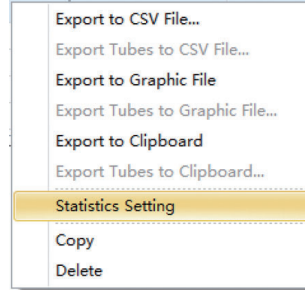 Export to CSV File...
Export Tubes to CSV File...
Export to Graphic File
Export Tubes to Graphic File...
Export to Clipboard
Export Tubes to Clipboard...
Statistics Setting
Copy
Delete